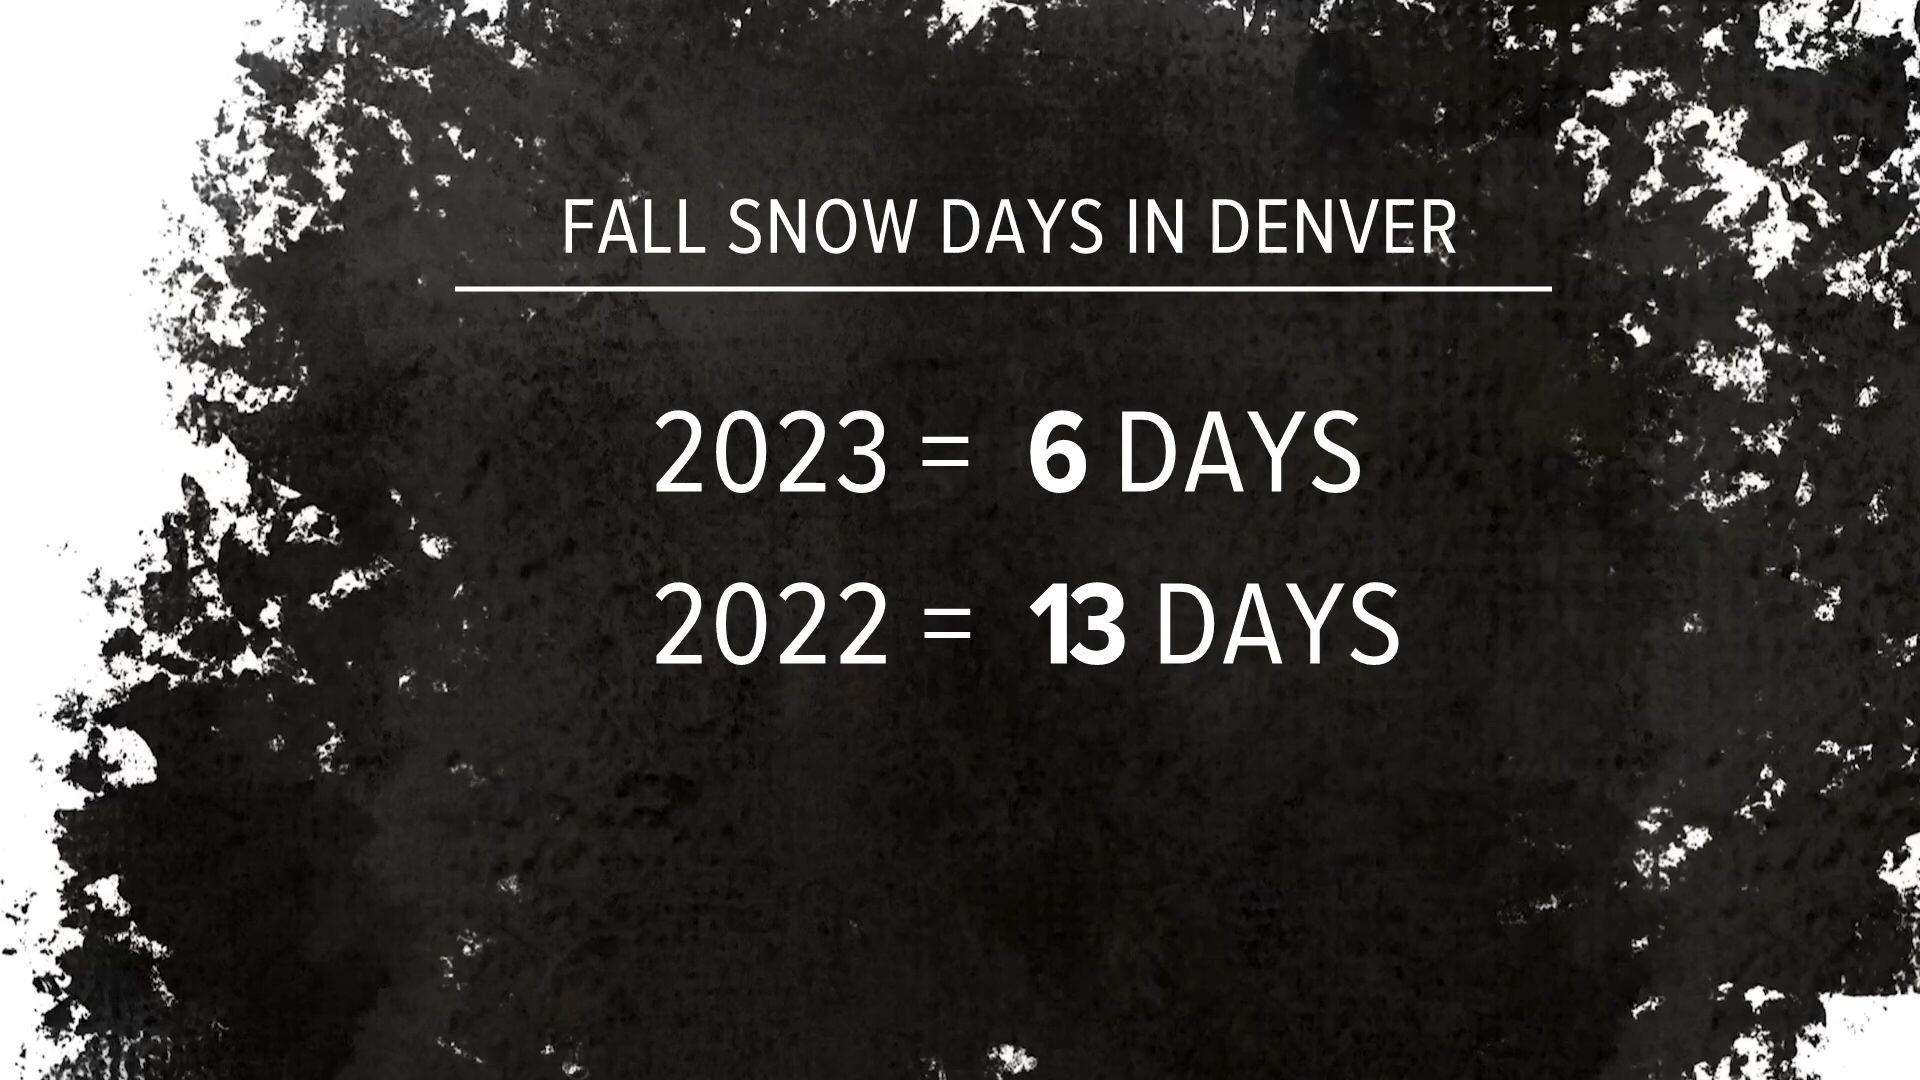 FALL SNOW DAYS IN DENVER
2023 = 6 DAYS
2022 = 13 DAYS